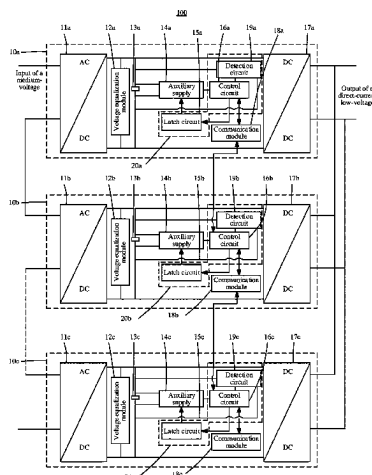 100
11a 12a 13a 14a 15a 16a 19a 18a 17a
10a
Input of a
medium-
voltage
AC
DC
Voltage equalization
module
Auxiliary
supply
Detection
circuit
Control
circuit
Latch circuit
Communication
module
DC
DC
Output of a
direct-curre
low-voltage
20a
11b 12b 13b 14b 15b 19b 16b 17b
10b
AC
DC
Voltage equalization
module
Auxiliary
supply
Detection
circuit
Control
circuit
Latch circuit
Communication
module
DC
DC
20b
18b
11c 12c 13c 14c 15c 19c 16c 17c
10c
AC
DC
Voltage equalization
module
Auxiliary
supply
Detection
circuit
Control
circuit
Latch circuit
Communication
module
DC
DC
18c